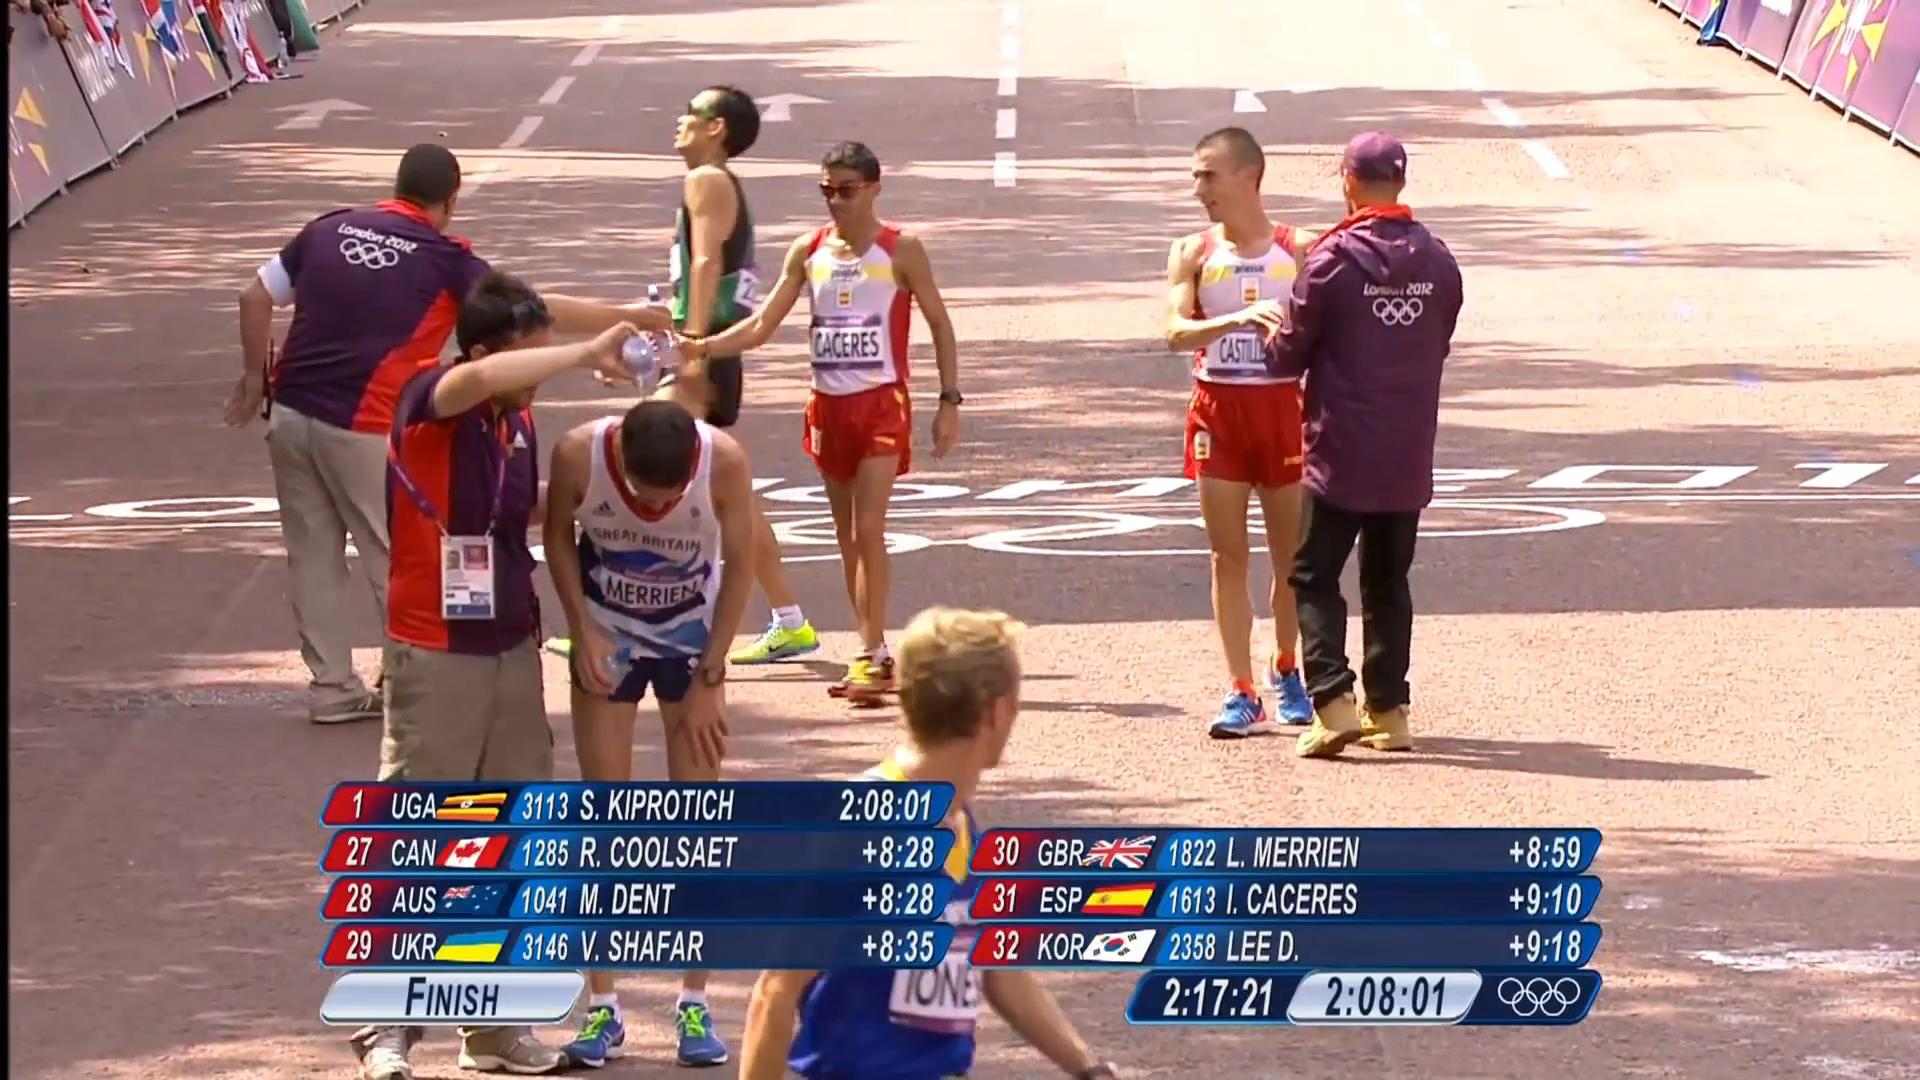 London 2012
London 2012
CACERES
CASTILL
GREAT BRITAIN
MERRIEN
1 UGA 3113 S. KIPROTICH 2:08:01
27 CAN 1285 R. COOLSAET +8:28
28 AUS 1041 M. DENT +8:28
29 UKR 3146 V. SHAFAR +8:35
30 GBR 1822 L. MERRIEN +8:59
31 ESP 1613 I. CACERES +9:10
32 KOR 2358 LEE D. +9:18
IONE
FINISH
2:17:21 2:08:01